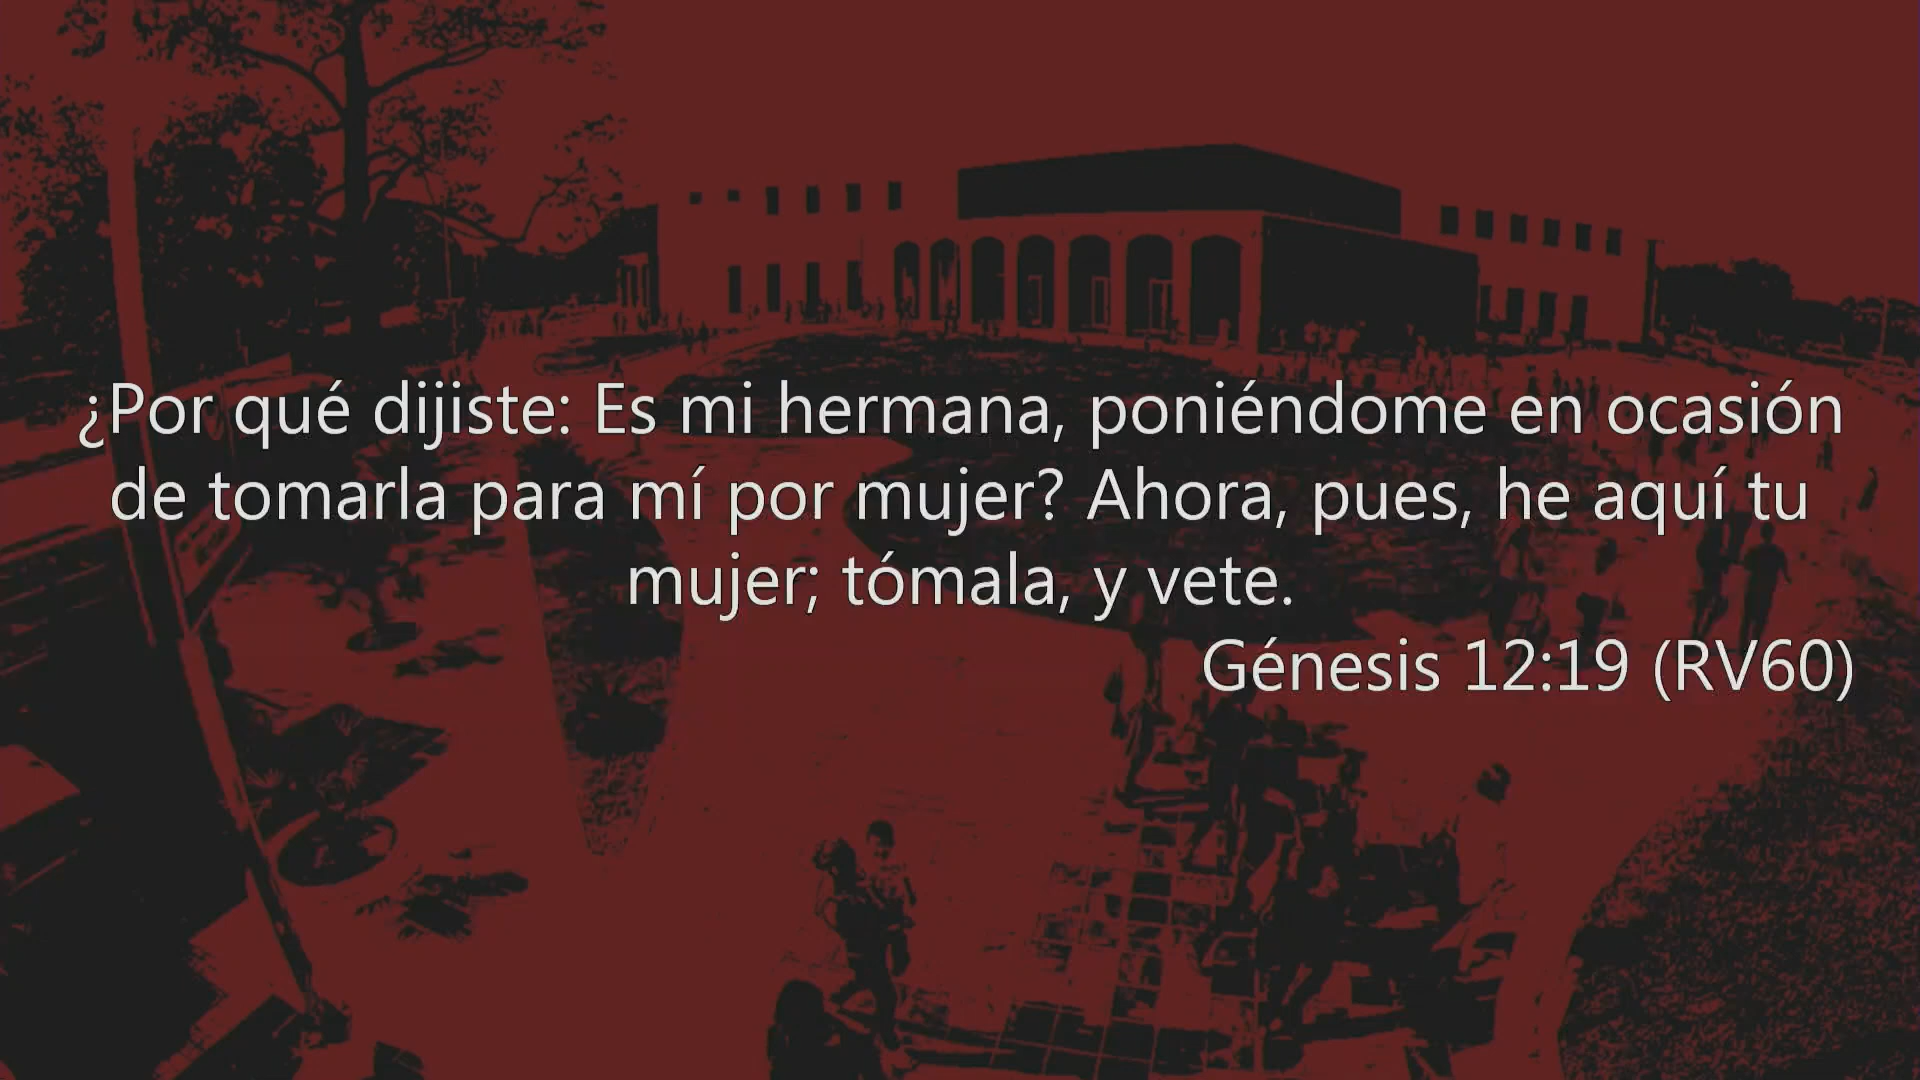 ¿Por qué dijiste: Es mi hermana, poniéndome en ocasión
de tomarla para mí por mujer? Ahora, pues, he aquí tu
mujer; tómala, y vete.
Génesis 12:19 (RV60)